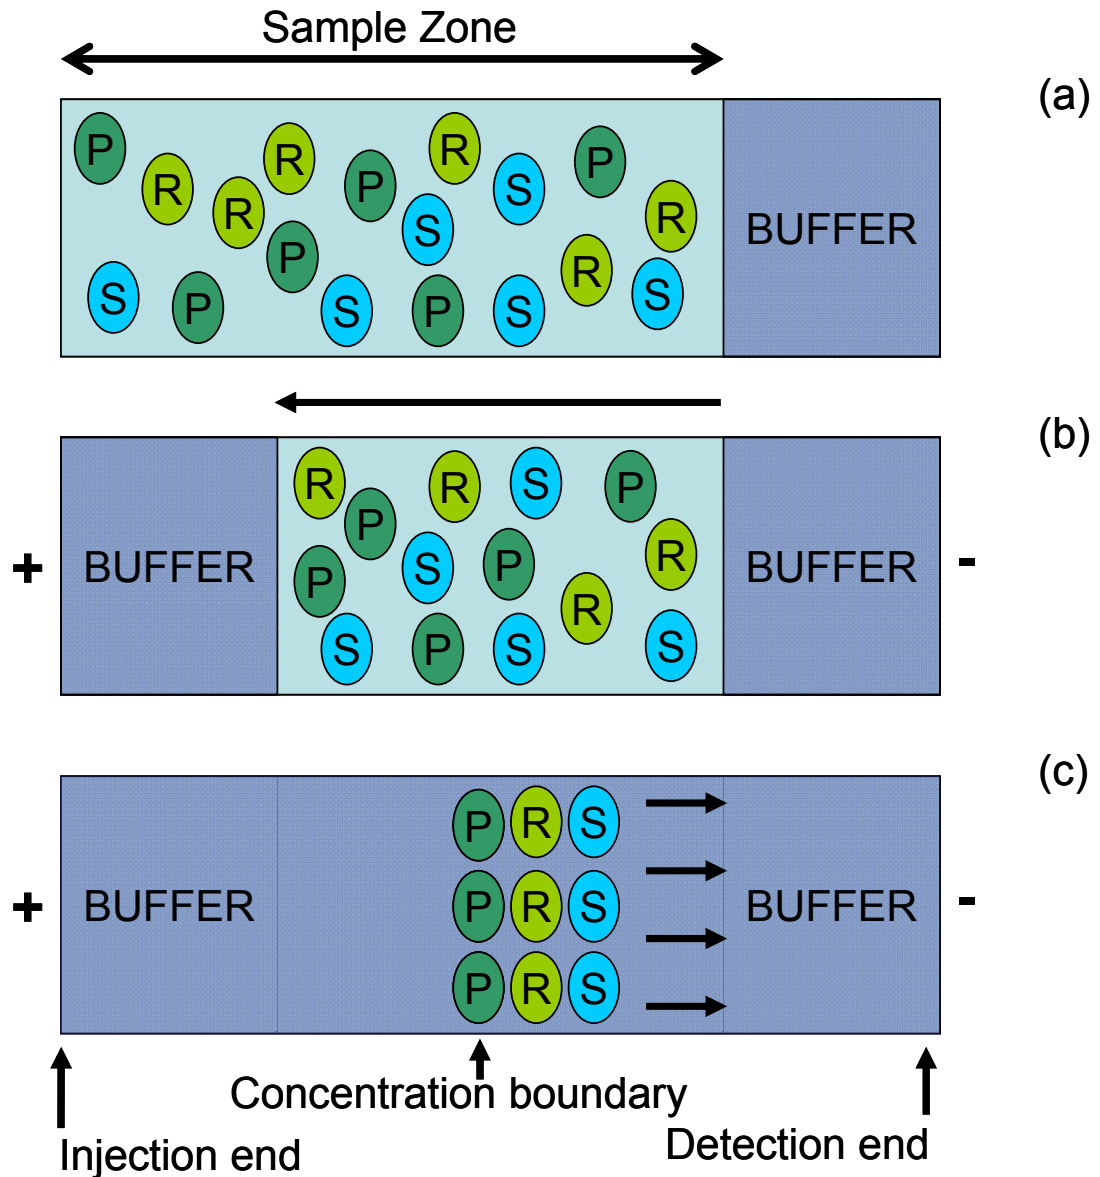 Sample Zone
(a)
P
R
R
R
P
R
S
S
P
R
R
S
P
S
P
S
P
S
BUFFER
(b)
+
BUFFER
R
P
R
S
P
P
S
P
R
R
S
P
S
S
BUFFER
-
(c)
+
BUFFER
P R S
P R S
P R S
BUFFER
-
Concentration boundary
Injection end
Detection end